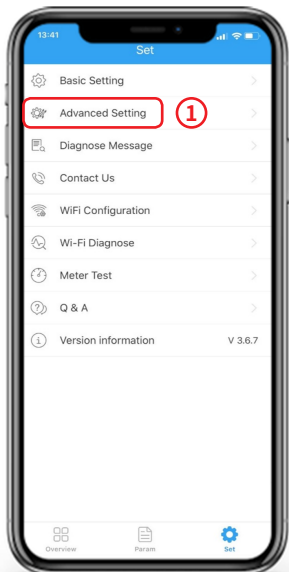 13:41
Set
Basic Setting
Advanced Setting
1
Diagnose Message
Contact Us
WiFi Configuration
Wi-Fi Diagnose
Meter Test
Q & A
Version information V 3.6.7
Overview Param Set